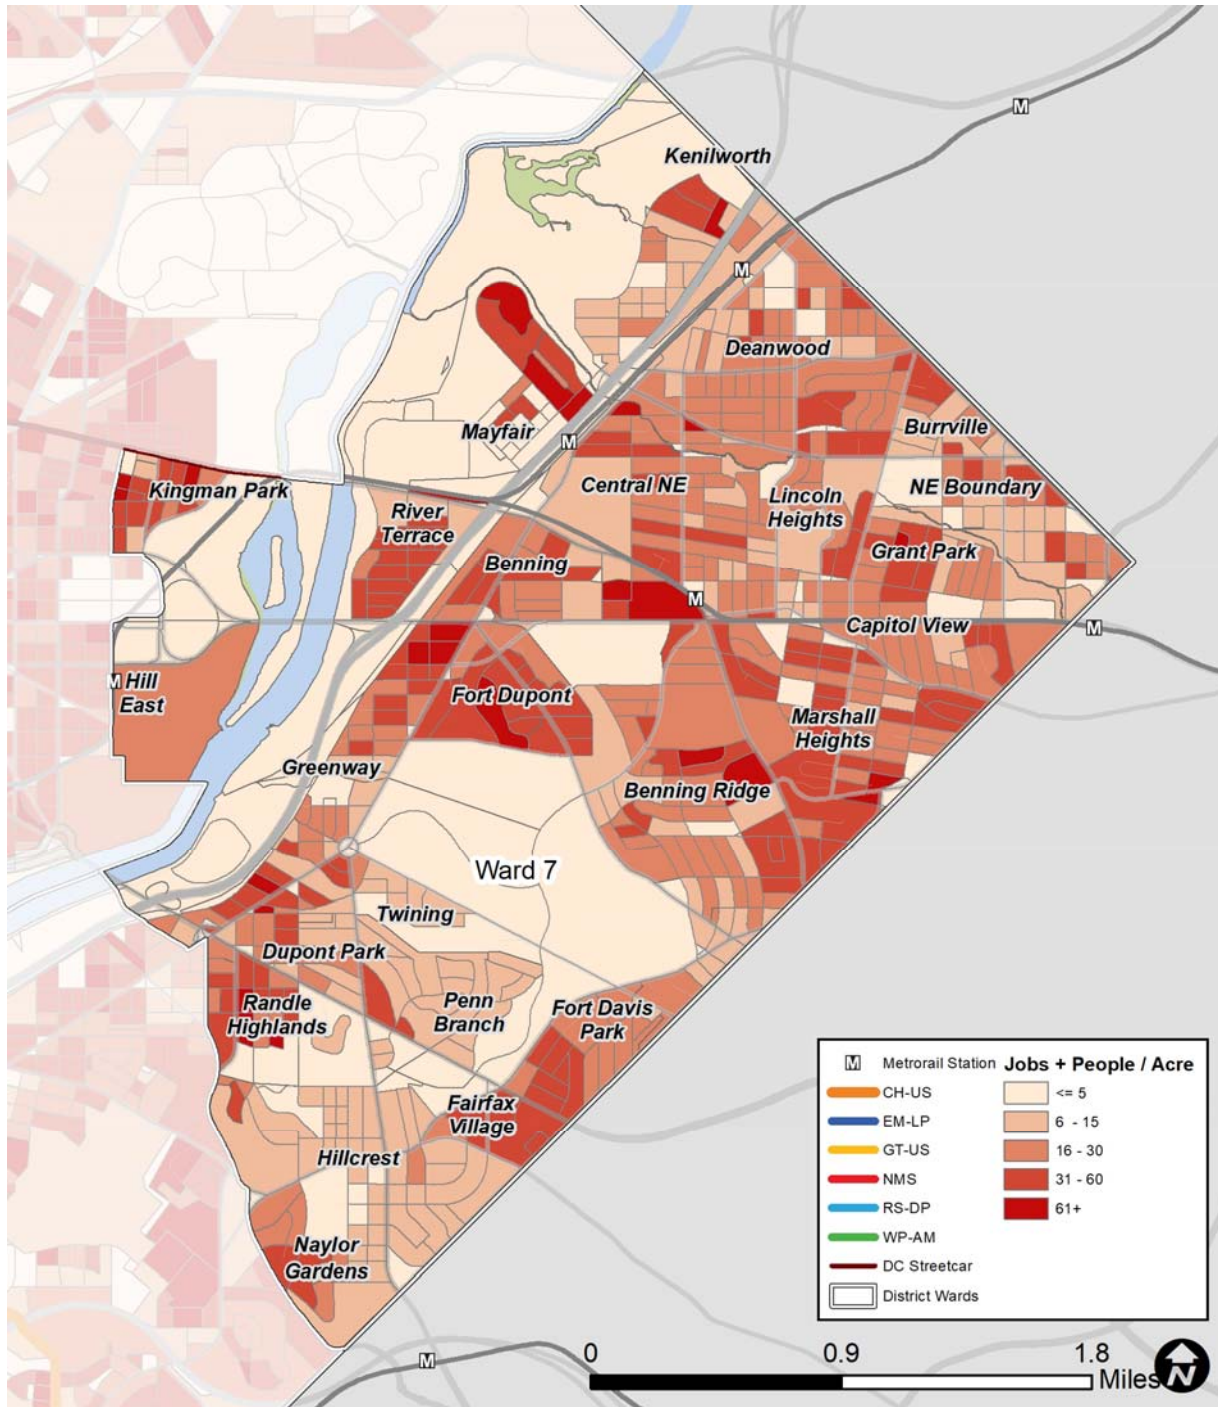 M
Kenilworth
M
Deanwood
Burrville
Mayfair
M
Kingman Park
Central NE
NE Boundary
River
Terrace
Lincoln
Heights
Grant Park
Benning
M
M
Capitol View
M
Hill
East
Fort Dupont
Marshall
Heights
Greenway
Benning Ridge
Ward 7
Twining
Dupont Park
Randle
Highlands
Penn
Branch
Fort Davis
Park
Fairfax
Village
Hillcrest
Naylor
Gardens
M
M Metrorail Station
CH-US
EM-LP
GT-US
NMS
RS-DP
WP-AM
DC Streetcar
District Wards
Jobs + People / Acre
<= 5
6 - 15
16 - 30
31 - 60
61+
0 0.9 1.8
Miles
N